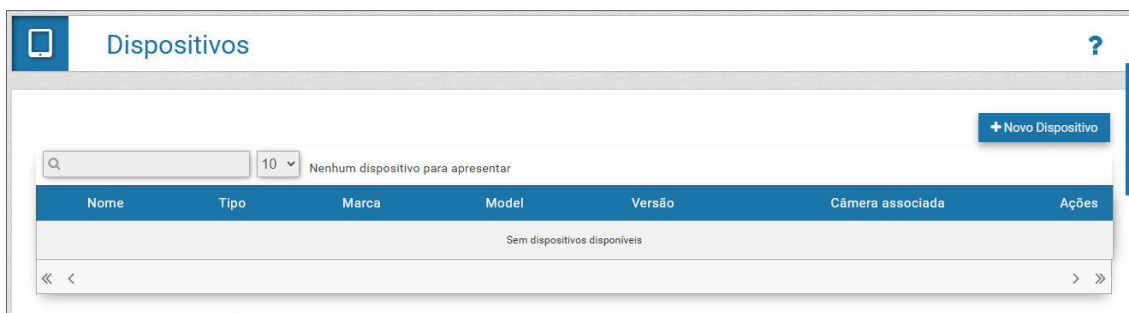 Dispositivos ?
+ Novo Dispositivo
10 Nenhum dispositivo para apresentar
Nome Tipo Marca Model Versão Câmera associada Ações
Sem dispositivos disponíveis
« < > »